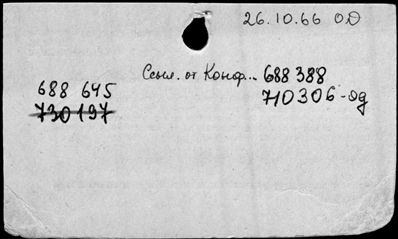 26.10.66 OD
Ссыл. от Конф... 688 388
710306-од
688 645
730197